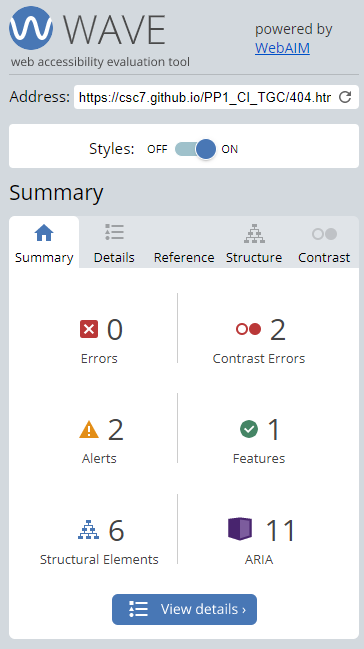 WAVE
web accessibility evaluation tool
powered by
WebAIM
Address: https://csc7.github.io/PP1_CI_TGC/404.htm
Styles: OFF ON
Summary
Summary Details Reference Structure Contrast
0 2
Errors Contrast Errors
2 1
Alerts Features
6 11
Structural Elements ARIA
View details ›